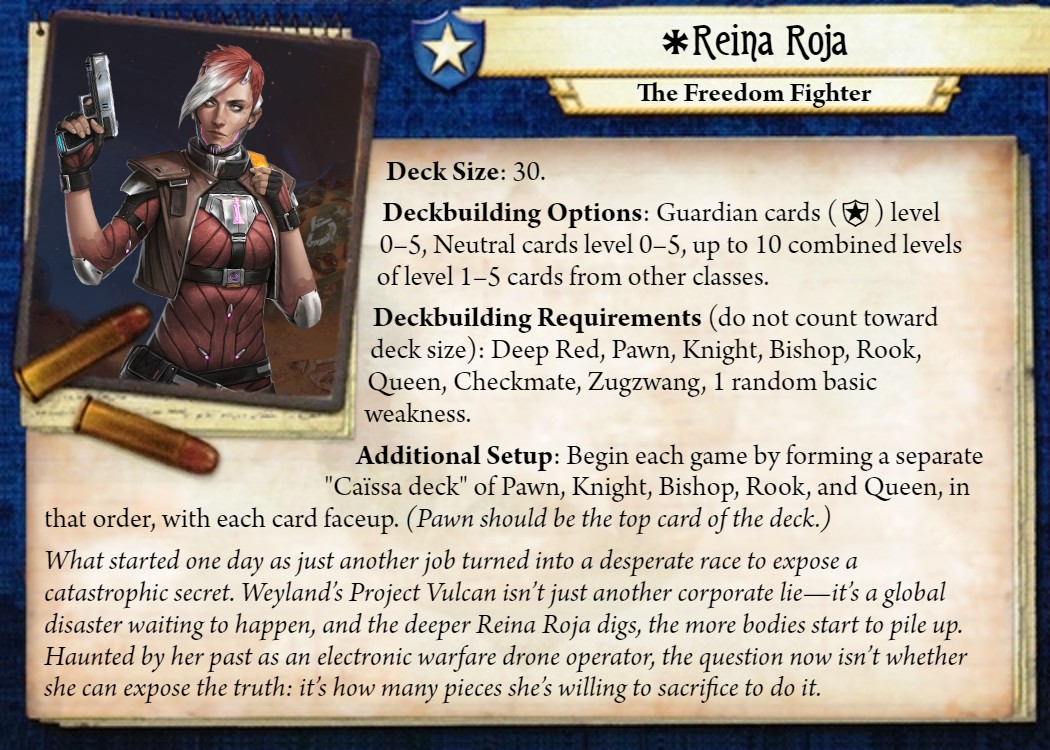 *Reina Roja
The Freedom Fighter
Deck Size: 30.
Deckbuilding Options: Guardian cards ( ) level
0–5, Neutral cards level 0–5, up to 10 combined levels
of level 1–5 cards from other classes.
Deckbuilding Requirements (do not count toward
deck size): Deep Red, Pawn, Knight, Bishop, Rook,
Queen, Checkmate, Zugzwang, 1 random basic
weakness.
Additional Setup: Begin each game by forming a separate
"Caïssa deck" of Pawn, Knight, Bishop, Rook, and Queen, in
that order, with each card faceup. (Pawn should be the top card of the deck.)
What started one day as just another job turned into a desperate race to expose a
catastrophic secret. Weyland’s Project Vulcan isn’t just another corporate lie—it’s a global
disaster waiting to happen, and the deeper Reina Roja digs, the more bodies start to pile up.
Haunted by her past as an electronic warfare drone operator, the question now isn’t whether
she can expose the truth: it’s how many pieces she’s willing to sacrifice to do it.